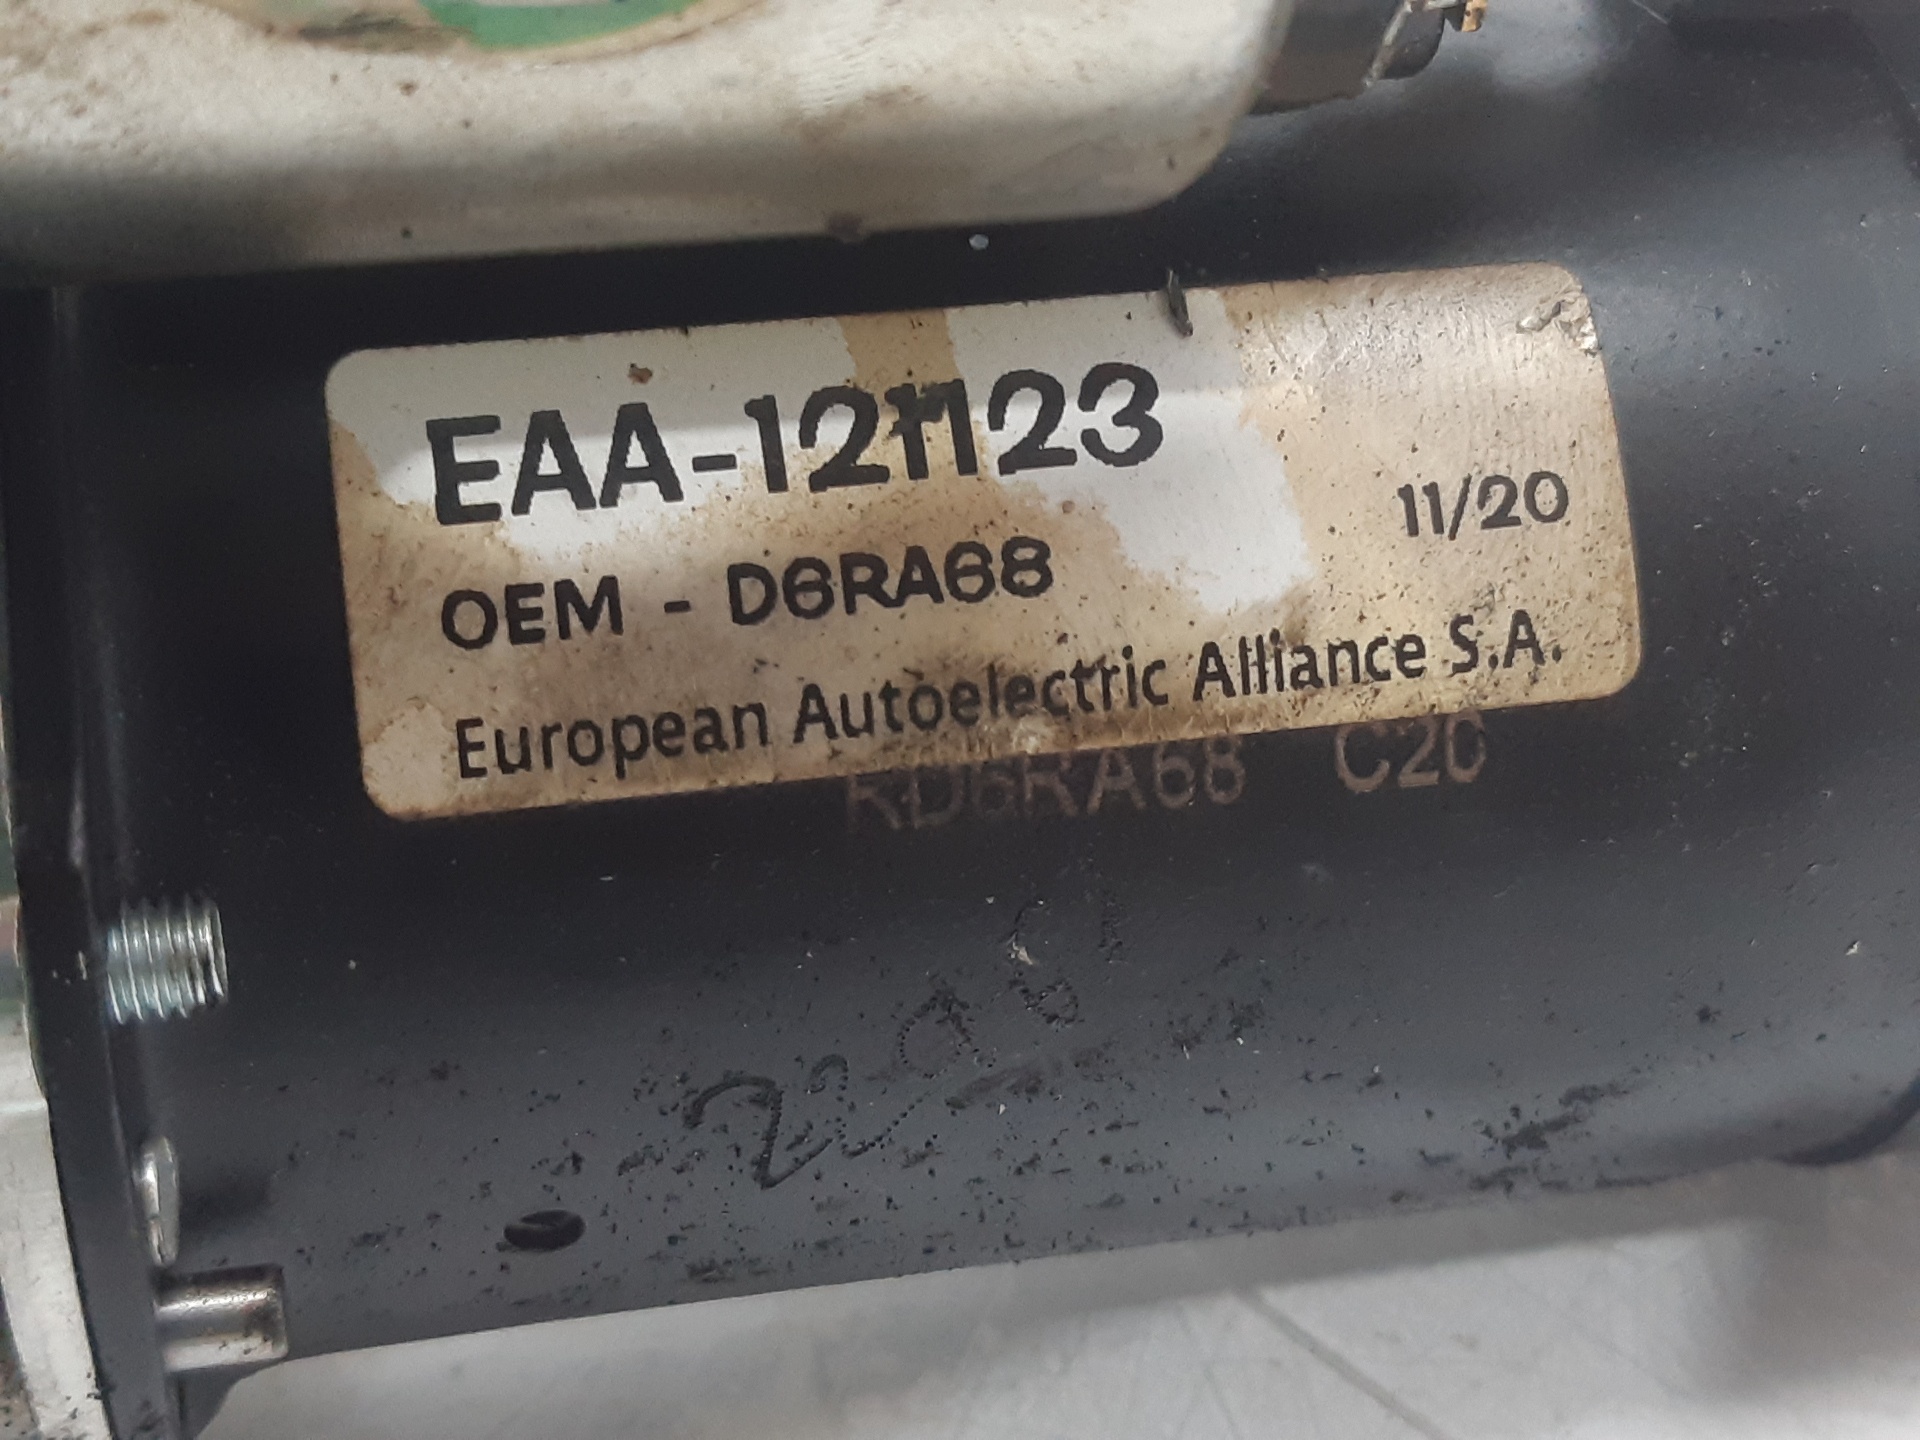 EAA-121123
11/20
OEM - D6RA68
European Autoelectric Alliance S.A.
RD6RA68 C20